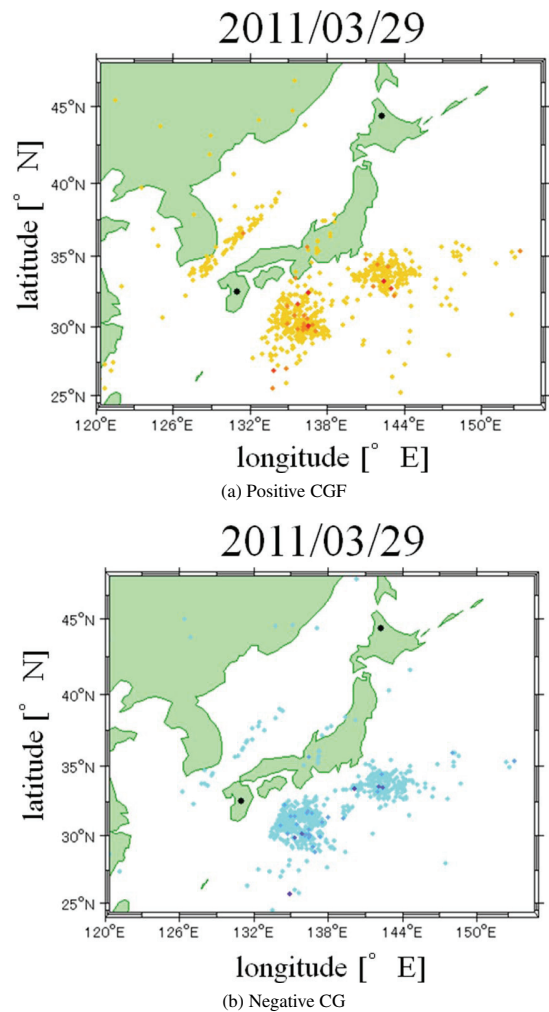 2011/03/29
45°N
40°N
35°N
30°N
25°N
latitude [° N]
120°E 126°E 132°E 138°E 144°E 150°E
longitude [° E]
(a) Positive CGF
2011/03/29
45°N
40°N
35°N
30°N
25°N
latitude [° N]
120°E 126°E 132°E 138°E 144°E 150°E
longitude [° E]
(b) Negative CG